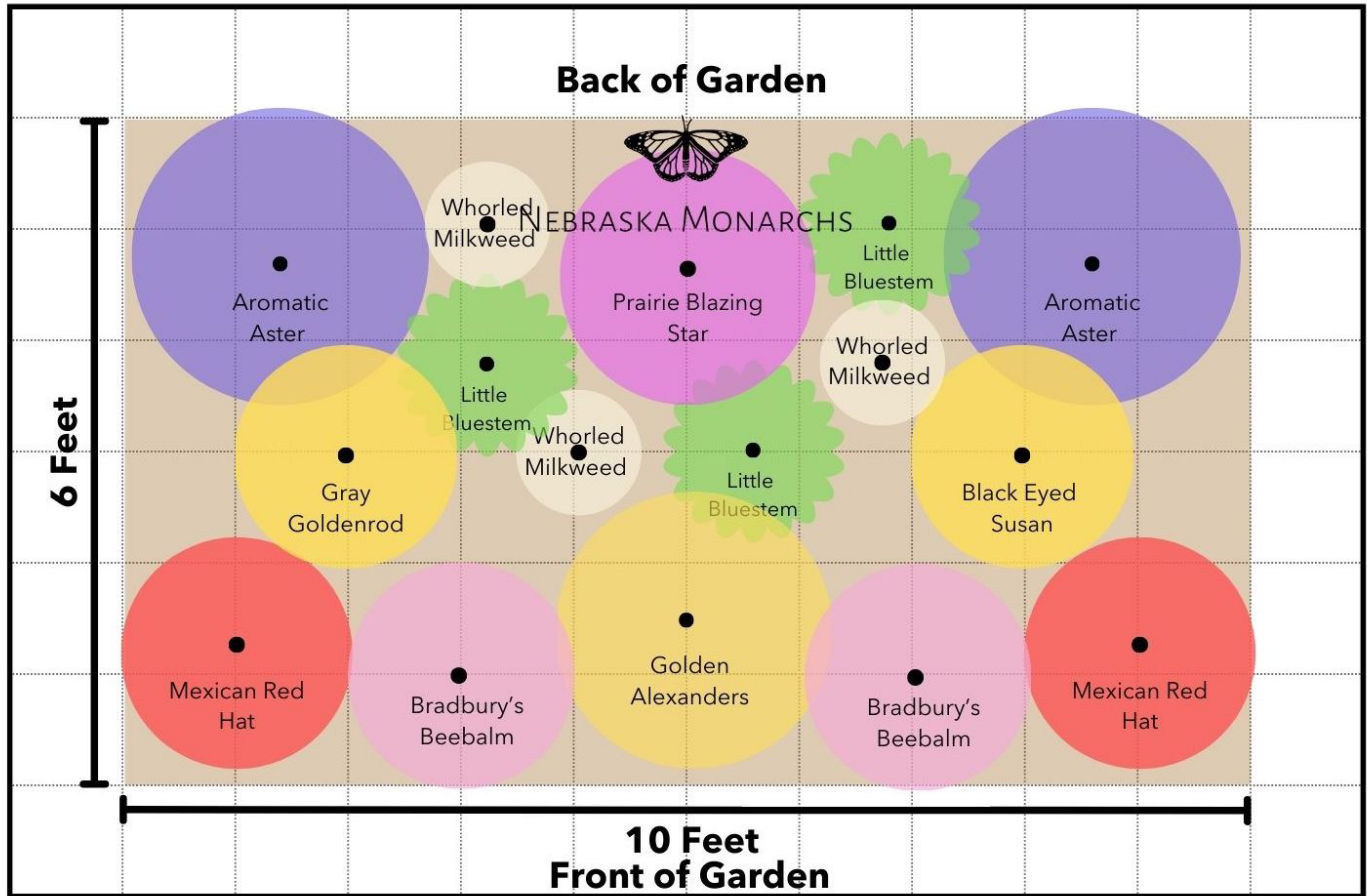 Back of Garden
Whorled
Milkweed
NEBRASKA MONARCHS
Little
Bluestem
Aromatic
Aster
Prairie Blazing
Star
Aromatic
Aster
Whorled
Milkweed
Little
Bluestem
Whorled
Milkweed
6 Feet
Gray
Goldenrod
Little
Bluestem
Black Eyed
Susan
Mexican Red
Hat
Bradbury's
Beebalm
Golden
Alexanders
Bradbury's
Beebalm
Mexican Red
Hat
10 Feet
Front of Garden